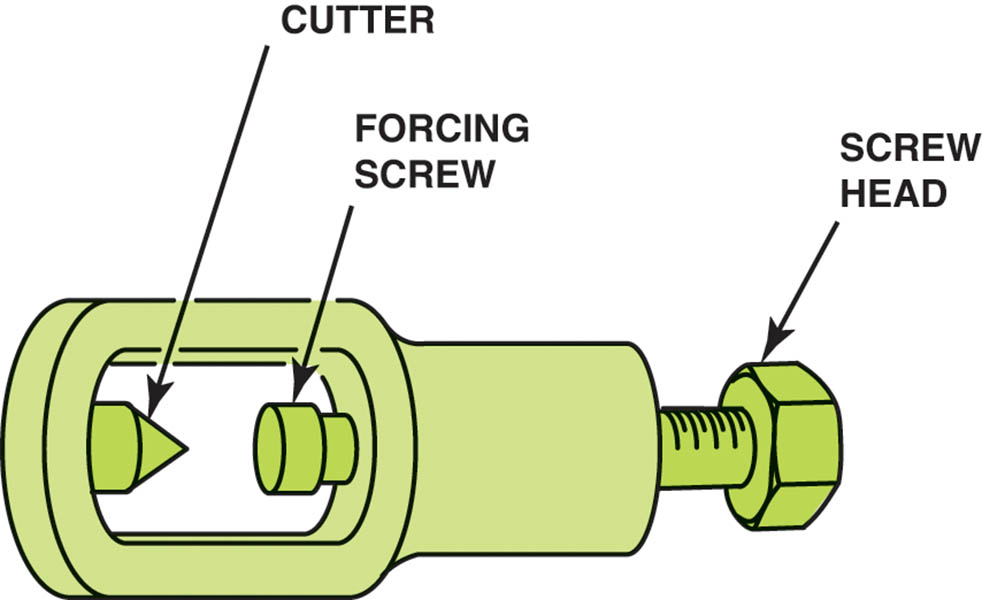 CUTTER
FORCING
SCREW
SCREW
HEAD